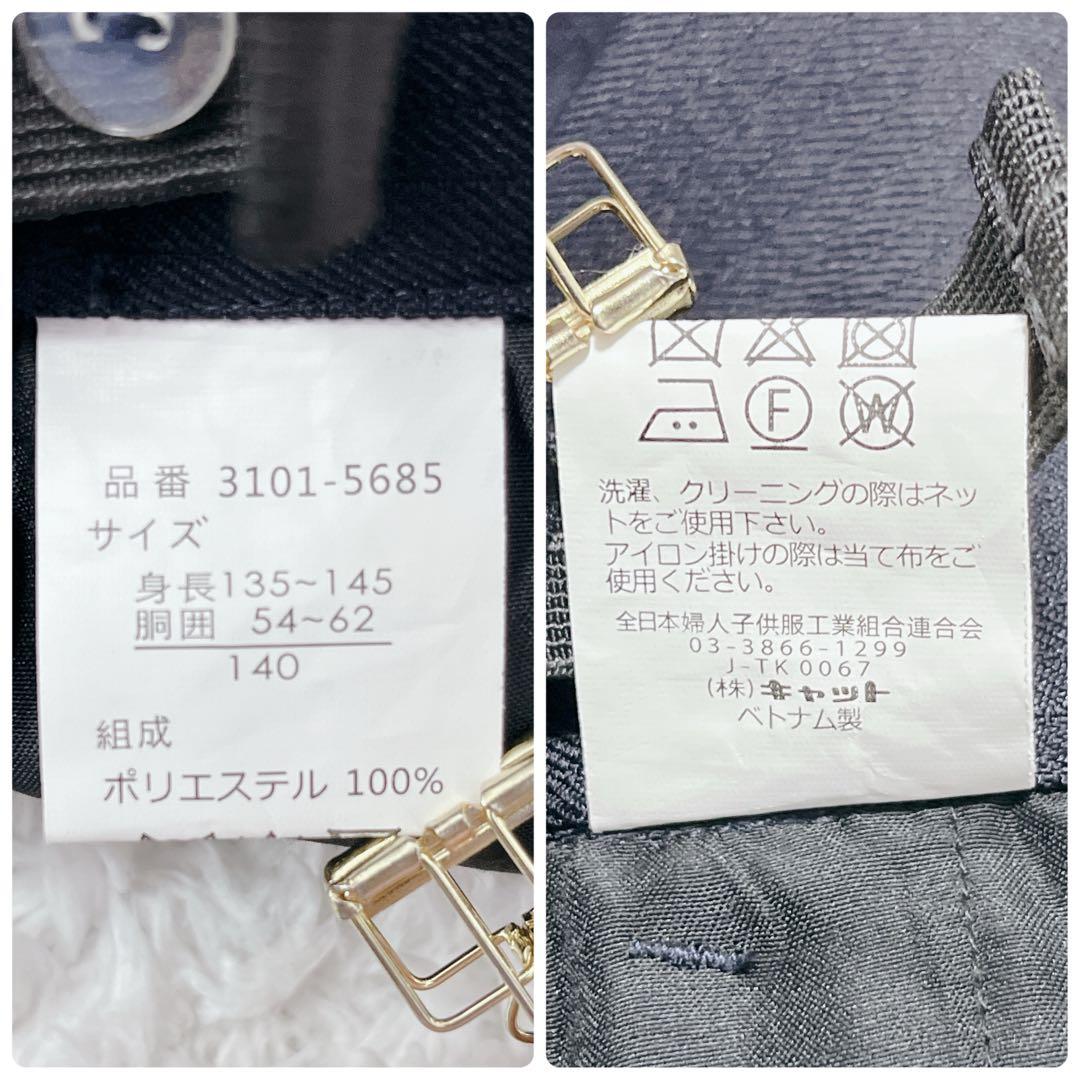 品番 3101-5685
サイズ
身長135~145
胴囲 54~62
140
組成
ポリエステル 100%
F
W
洗濯、クリーニングの際はネッ
トをご使用下さい。
アイロン掛けの際は当て布をご
使用ください。
全日本婦人子供服工業組合連合会
03-3866-1299
J-TK0067
(株)キャット
ベトナム製